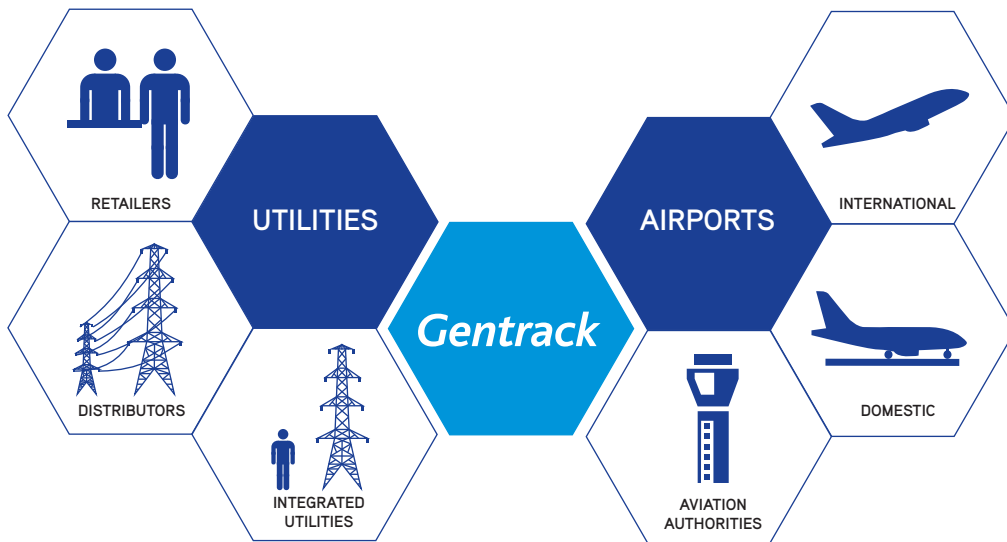 RETAILERS
UTILITIES
DISTRIBUTORS
INTEGRATED
UTILITIES
Gentrack
AIRPORTS
INTERNATIONAL
DOMESTIC
AVIATION
AUTHORITIES